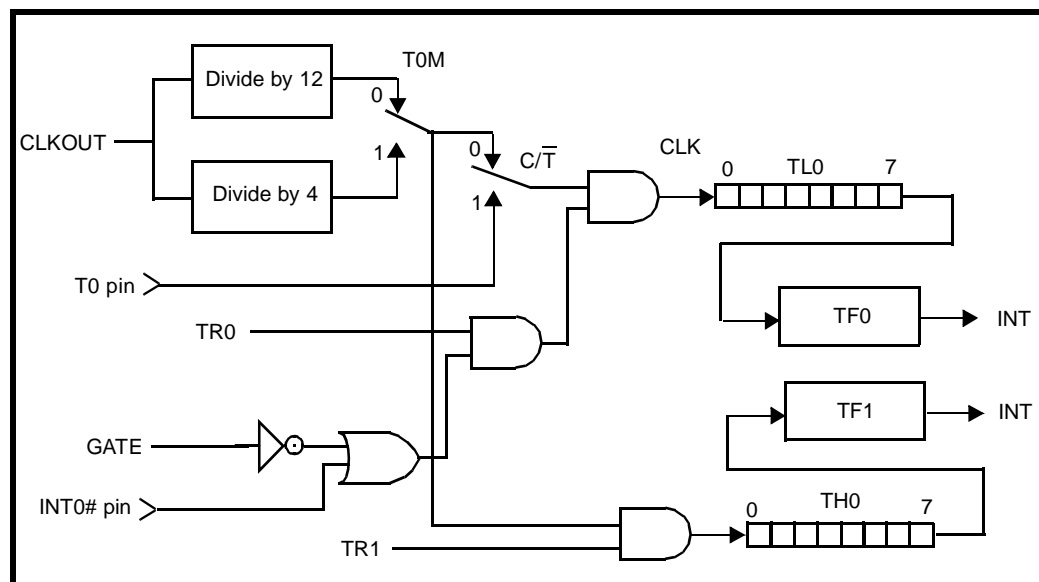 Divide by 12
T0M
0
CLKOUT
1
Divide by 4
0
C/T̅
1
CLK
0 TL0 7
T0 pin
TR0
TF0
INT
TF1
INT
GATE
INT0# pin
0 TH0 7
TR1